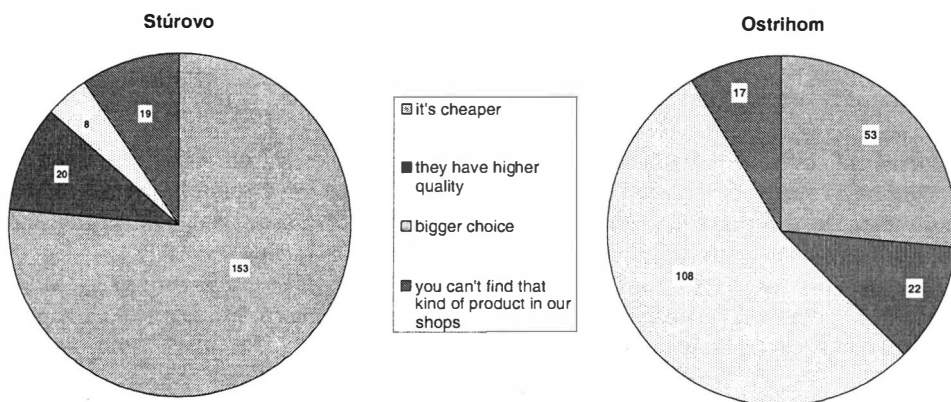 Stúrovo
19
8
20
153
it's cheaper
they have higher
quality
bigger choice
you can't find that
kind of product in our
shops
Ostrihom
17
53
108
22